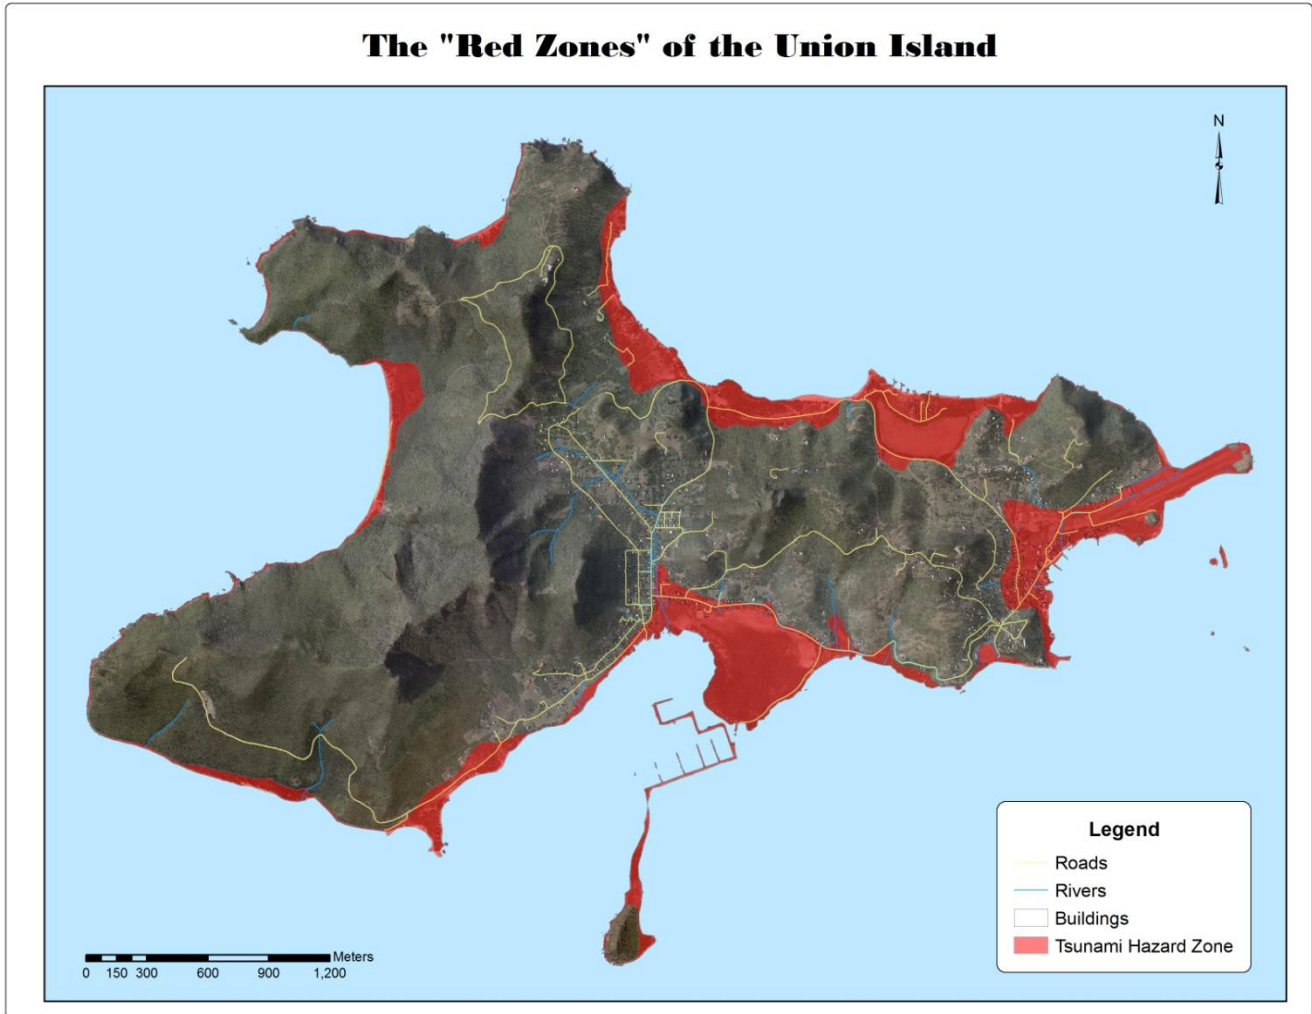 The "Red Zones" of the Union Island
N
Legend
Roads
Rivers
Buildings
Tsunami Hazard Zone
Meters
0 150 300 600 900 1,200